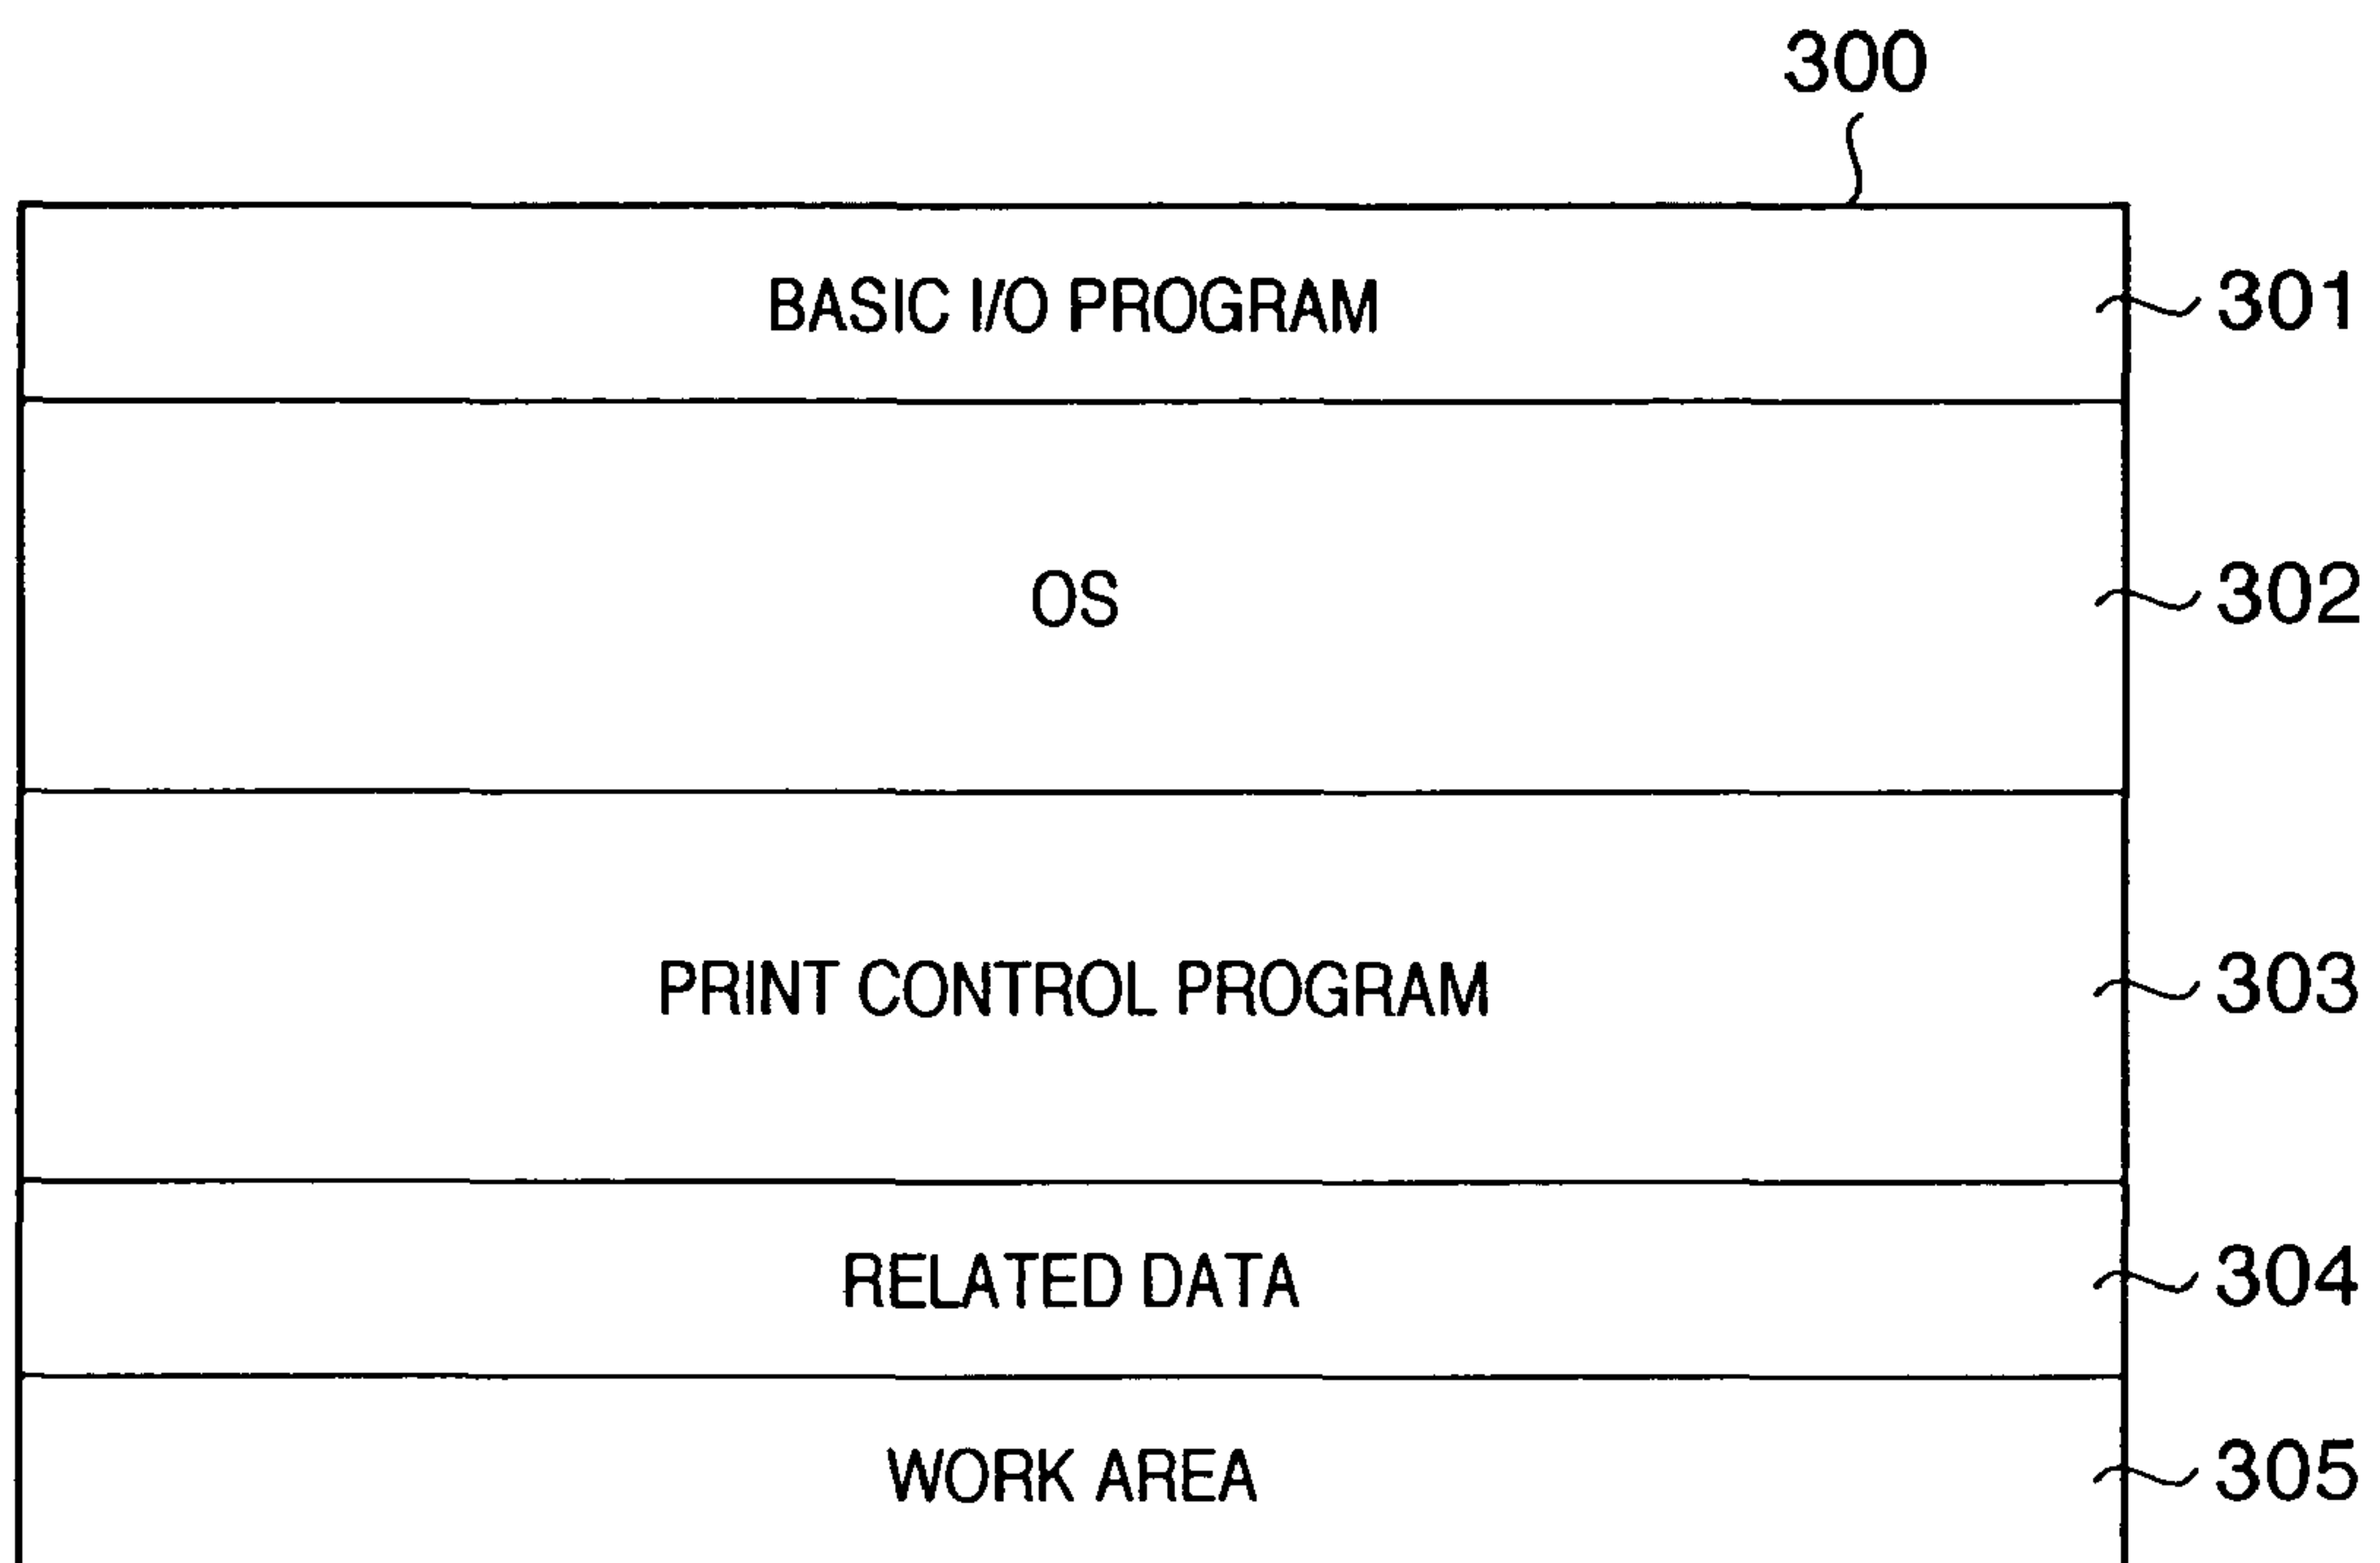 300
BASIC I/O PROGRAM 301
OS 302
PRINT CONTROL PROGRAM 303
RELATED DATA 304
WORK AREA 305